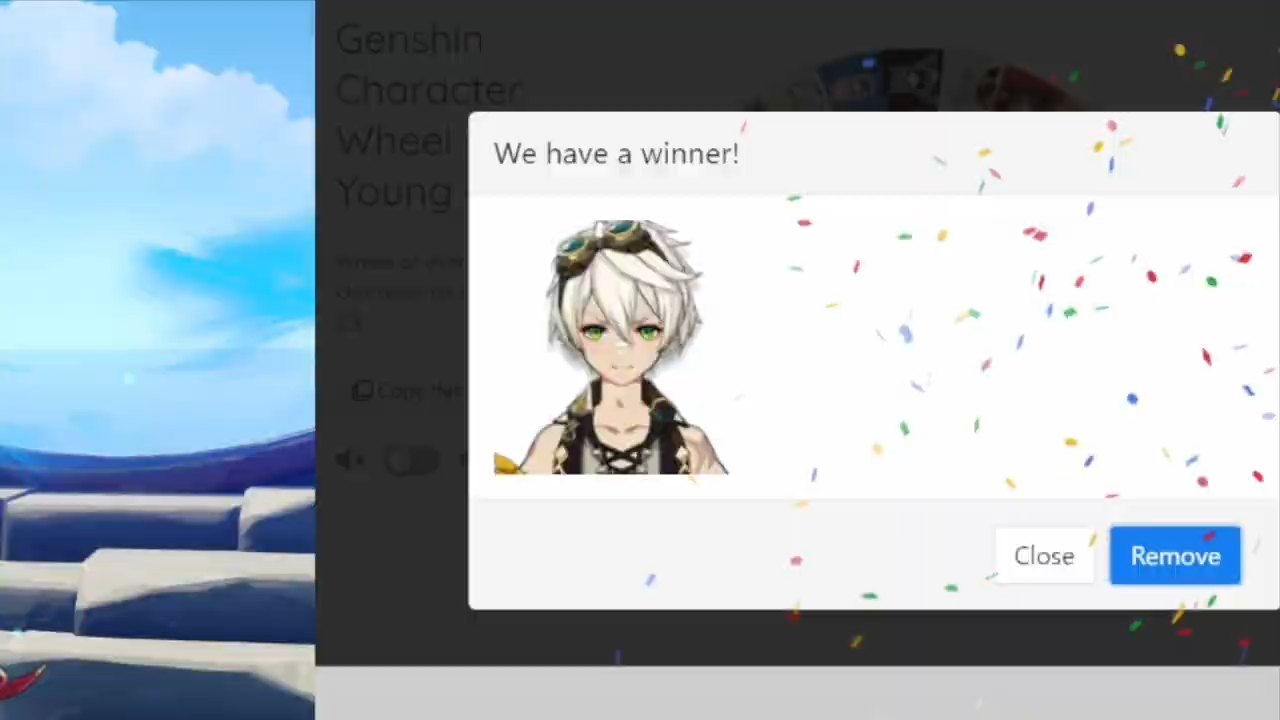 Genshin
Character
Wheel
Young
We have a winner!
Close
Remove